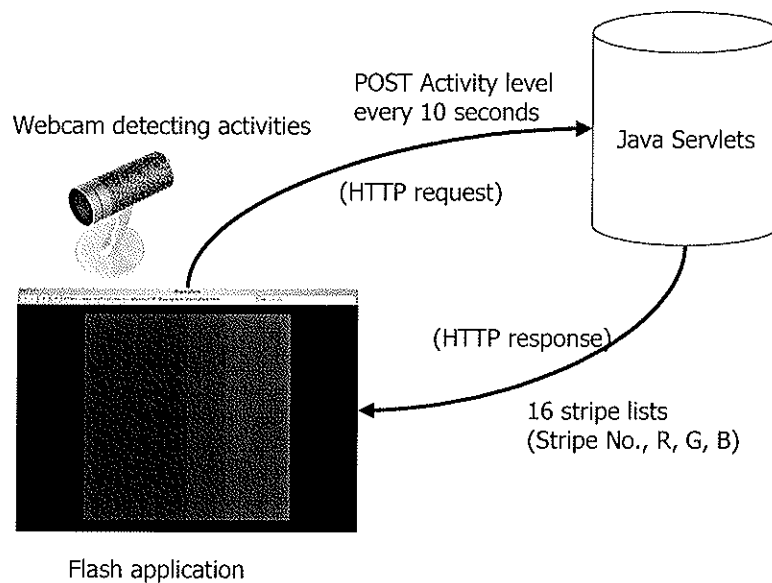 POST Activity level
every 10 seconds
Webcam detecting activities
Java Servlets
(HTTP request)
(HTTP response)
16 stripe lists
(Stripe No., R, G, B)
Flash application